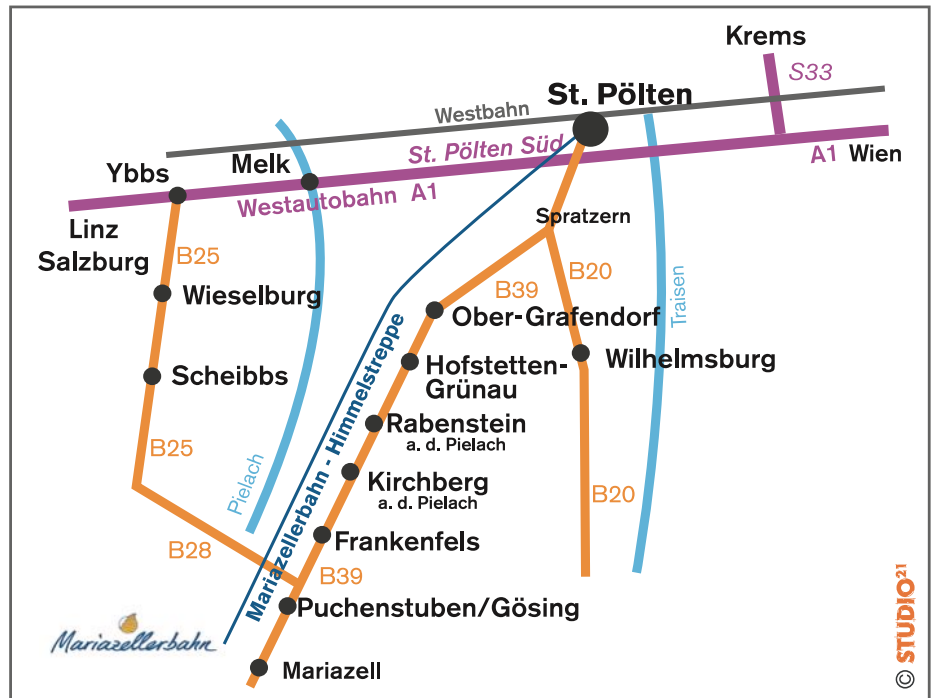 Krems
S33
St. Pölten
Westbahn
St. Pölten Süd
A1 Wien
Melk
Ybbs
Westautobahn A1
Linz
Salzburg
Spratzern
B25
B20
B39
Wieselburg
Ober-Grafendorf
Traisen
Wilhelmsburg
Hofstetten-
Grünau
Scheibbs
Rabenstein
a. d. Pielach
B25
Pielach
Kirchberg
a. d. Pielach
B20
Mariazellerbahn - Himmelstreppe
Frankenfels
B28
B39
Puchenstuben/Gösing
Mariazellerbahn
Mariazell
© STUDIO21